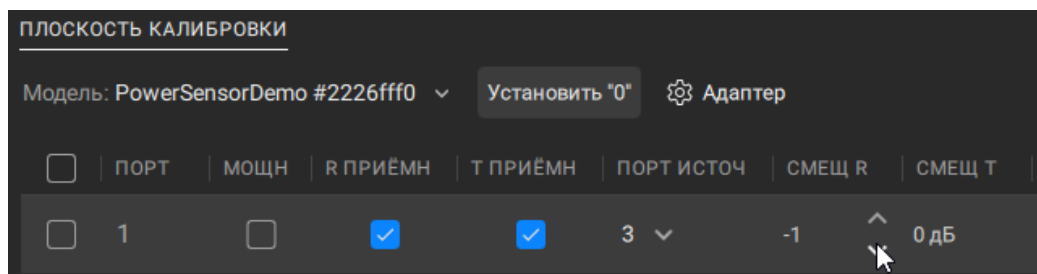 ПЛОСКОСТЬ КАЛИБРОВКИ
Модель: PowerSensorDemo #2226fff0 Установить "0" Адаптер
ПОРТ МОЩН R ПРИЁМН T ПРИЁМН ПОРТ ИСТОЧ СМЕЩ R СМЕЩ T
1 3 -1 0 дБ